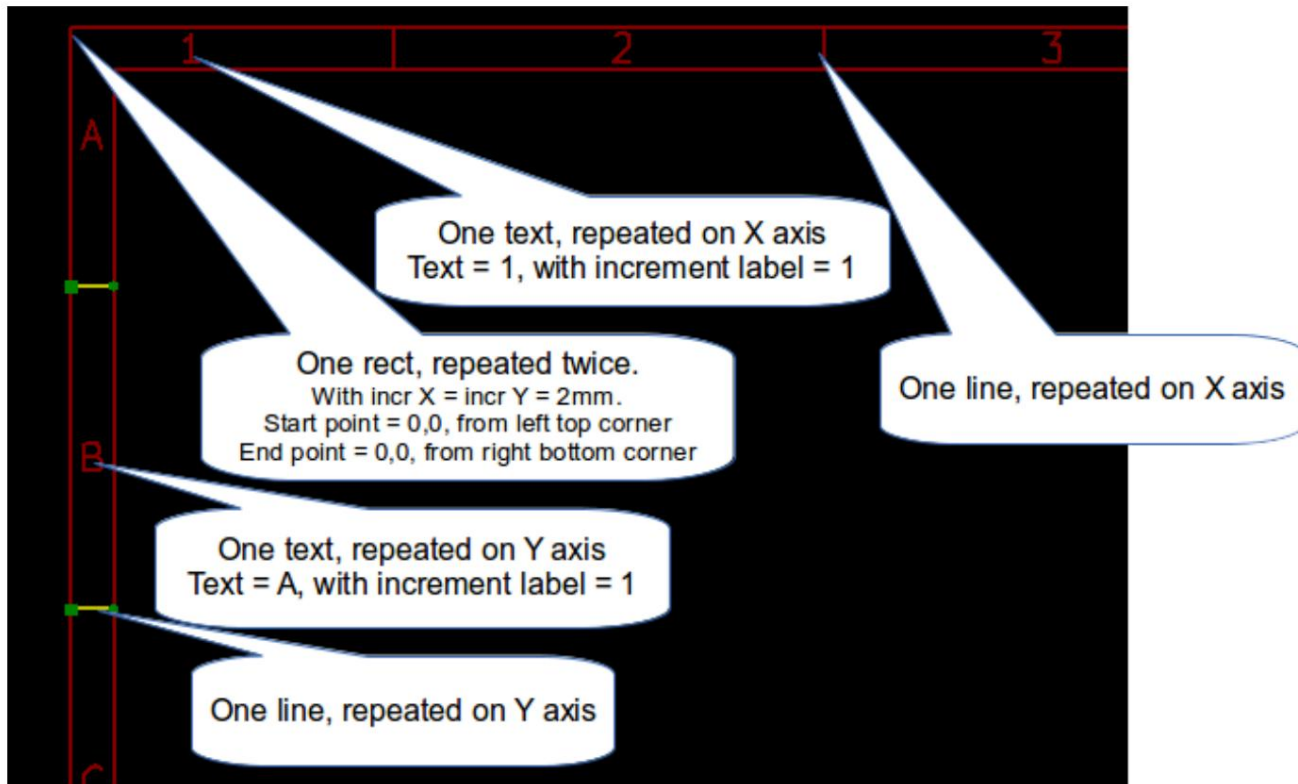 1
2
3
A
One text, repeated on X axis
Text = 1, with increment label = 1
One rect, repeated twice.
With incr X = incr Y = 2mm.
Start point = 0,0, from left top corner
End point = 0,0, from right bottom corner
One line, repeated on X axis
B
One text, repeated on Y axis
Text = A, with increment label = 1
One line, repeated on Y axis
C